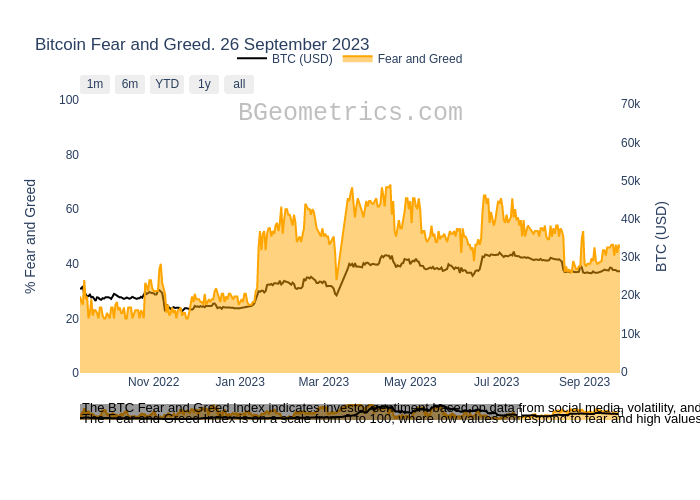 Bitcoin Fear and Greed. 26 September 2023
BTC (USD) Fear and Greed
1m 6m YTD 1y all
BGeometrics.com
100
80
60
40
20
0
% Fear and Greed
70k
60k
50k
40k
30k
20k
10k
0
BTC (USD)
Nov 2022 Jan 2023 Mar 2023 May 2023 Jul 2023 Sep 2023
The BTC Fear and Greed Index indicates investor sentiment based on data from social media, volatility, and
The Fear and Greed Index is on a scale from 0 to 100, where low values correspond to fear and high values